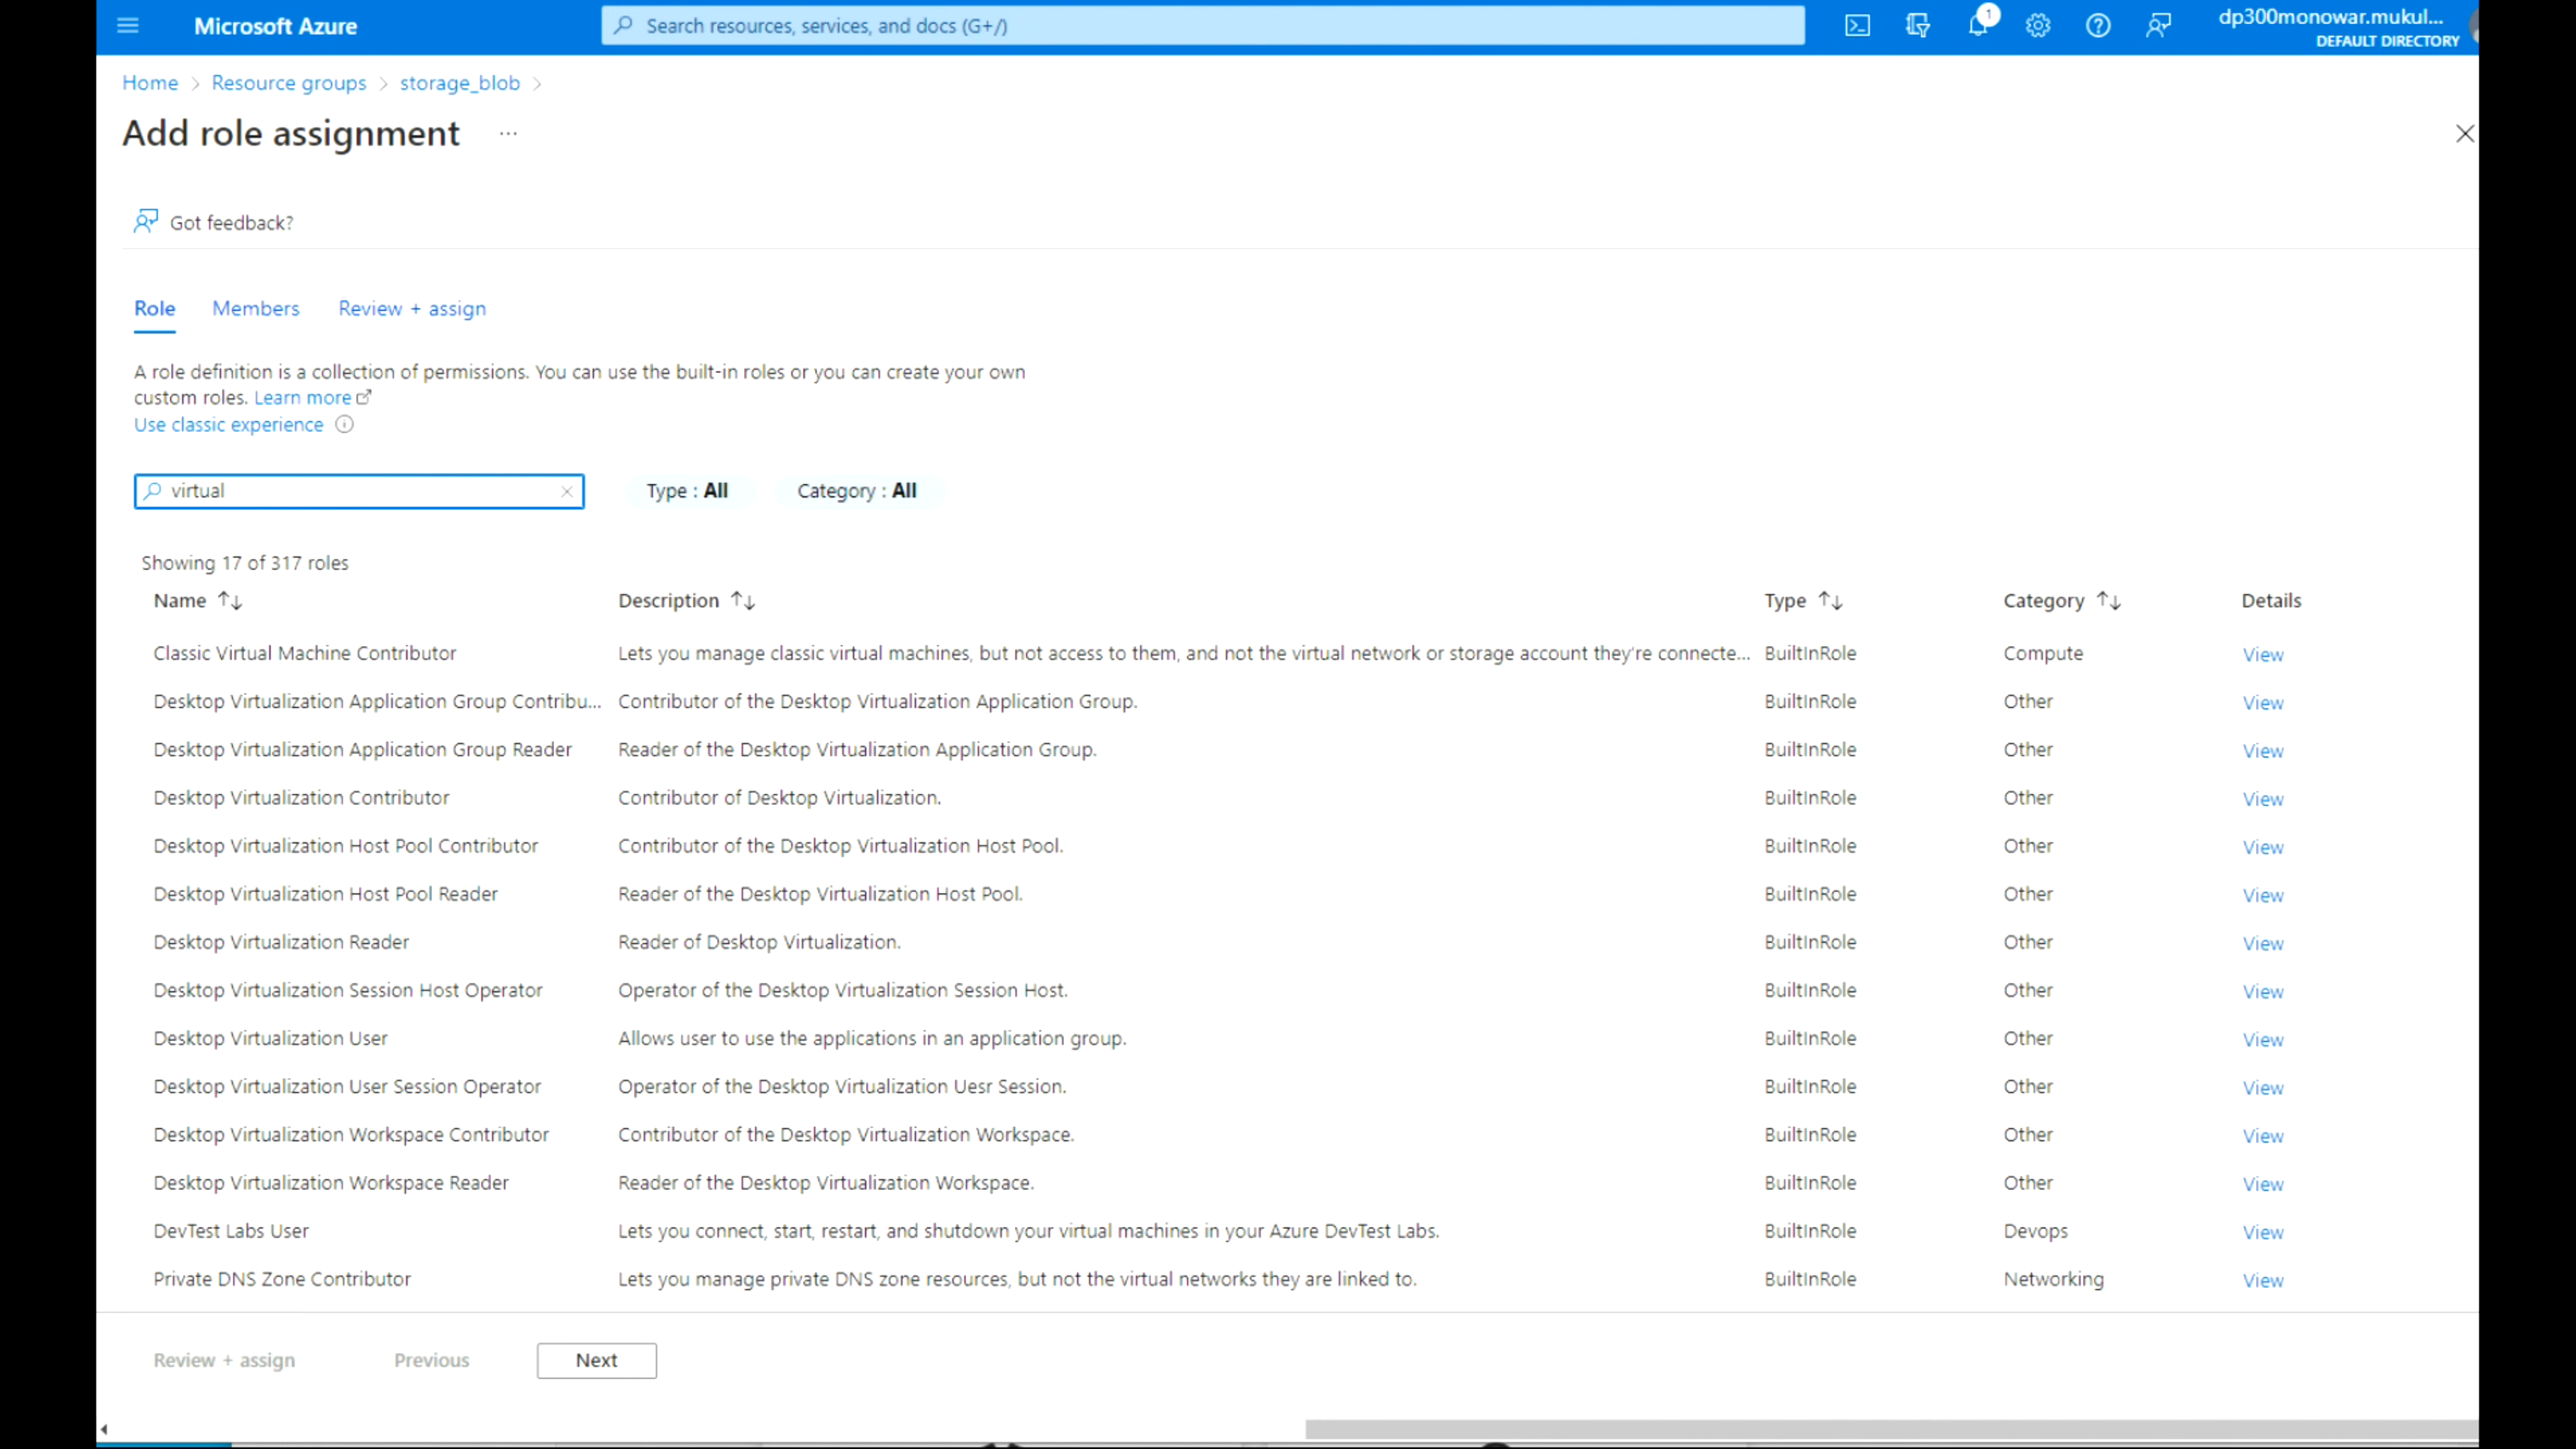 Microsoft Azure
Search resources, services, and docs (G+/)
1
dp300monowar.mukul...
DEFAULT DIRECTORY
Home > Resource groups > storage_blob >
Add role assignment ...
Got feedback?
Role Members Review + assign
A role definition is a collection of permissions. You can use the built-in roles or you can create your own
custom roles. Learn more
Use classic experience
virtual Type : All Category : All
Showing 17 of 317 roles
Name Description Type Category Details
Classic Virtual Machine Contributor Lets you manage classic virtual machines, but not access to them, and not the virtual network or storage account they're connecte... BuiltInRole Compute View
Desktop Virtualization Application Group Contribu... Contributor of the Desktop Virtualization Application Group. BuiltInRole Other View
Desktop Virtualization Application Group Reader Reader of the Desktop Virtualization Application Group. BuiltInRole Other View
Desktop Virtualization Contributor Contributor of Desktop Virtualization. BuiltInRole Other View
Desktop Virtualization Host Pool Contributor Contributor of the Desktop Virtualization Host Pool. BuiltInRole Other View
Desktop Virtualization Host Pool Reader Reader of the Desktop Virtualization Host Pool. BuiltInRole Other View
Desktop Virtualization Reader Reader of Desktop Virtualization. BuiltInRole Other View
Desktop Virtualization Session Host Operator Operator of the Desktop Virtualization Session Host. BuiltInRole Other View
Desktop Virtualization User Allows user to use the applications in an application group. BuiltInRole Other View
Desktop Virtualization User Session Operator Operator of the Desktop Virtualization Uesr Session. BuiltInRole Other View
Desktop Virtualization Workspace Contributor Contributor of the Desktop Virtualization Workspace. BuiltInRole Other View
Desktop Virtualization Workspace Reader Reader of the Desktop Virtualization Workspace. BuiltInRole Other View
DevTest Labs User Lets you connect, start, restart, and shutdown your virtual machines in your Azure DevTest Labs. BuiltInRole Devops View
Private DNS Zone Contributor Lets you manage private DNS zone resources, but not the virtual networks they are linked to. BuiltInRole Networking View
Review + assign Previous Next